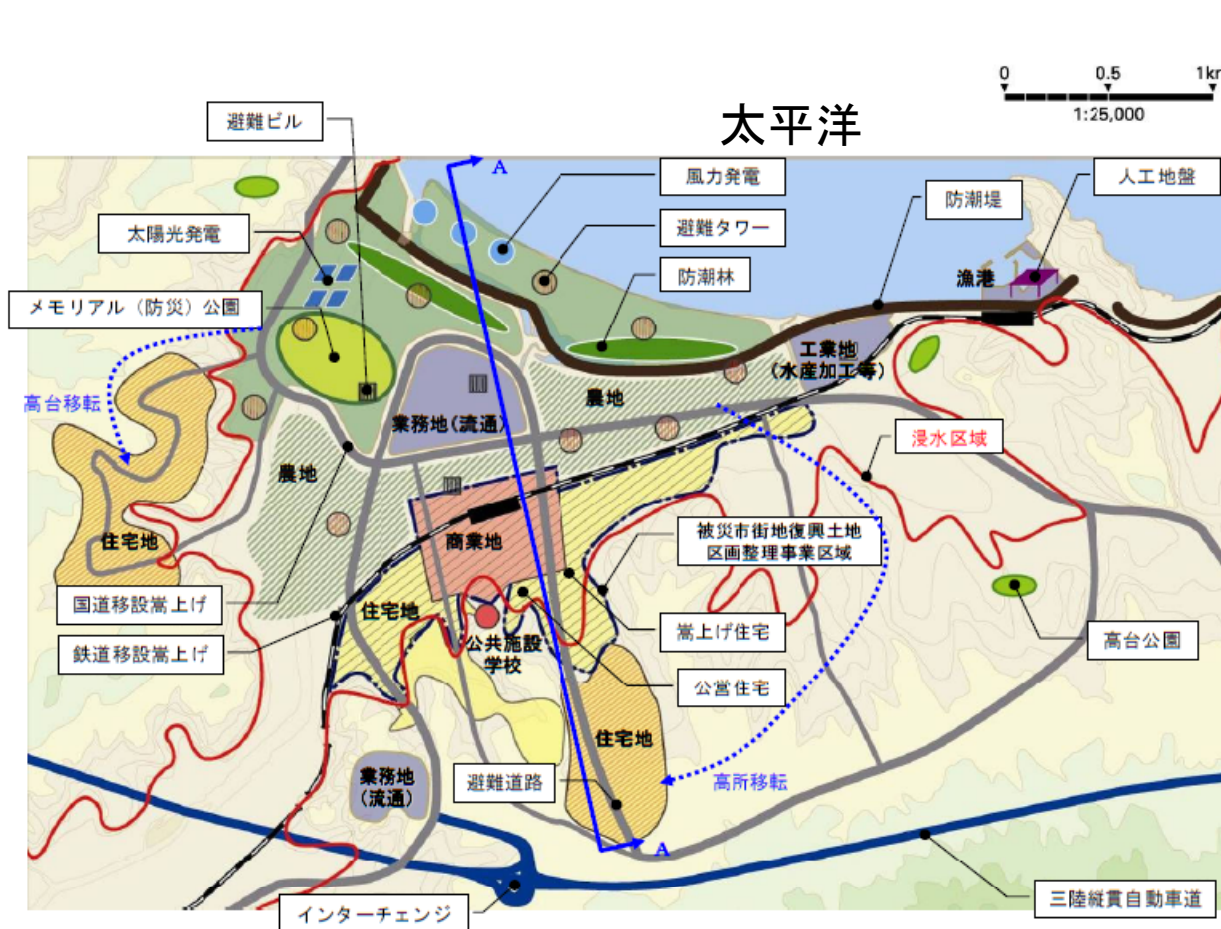 0 0.5 1km
1:25,000
太平洋
避難ビル
A
風力発電
人工地盤
防潮堤
太陽光発電
避難タワー
防潮林
漁港
メモリアル（防災）公園
工業地
（水産加工等）
高台移転
農地
業務地（流通）
浸水区域
農地
被災市街地復興土地
区画整理事業区域
住宅地
商業地
国道移設嵩上げ
住宅地
嵩上げ住宅
高台公園
鉄道移設嵩上げ
公共施設
学校
公営住宅
住宅地
業務地
（流通）
避難道路
高所移転
A
三陸縦貫自動車道
インターチェンジ